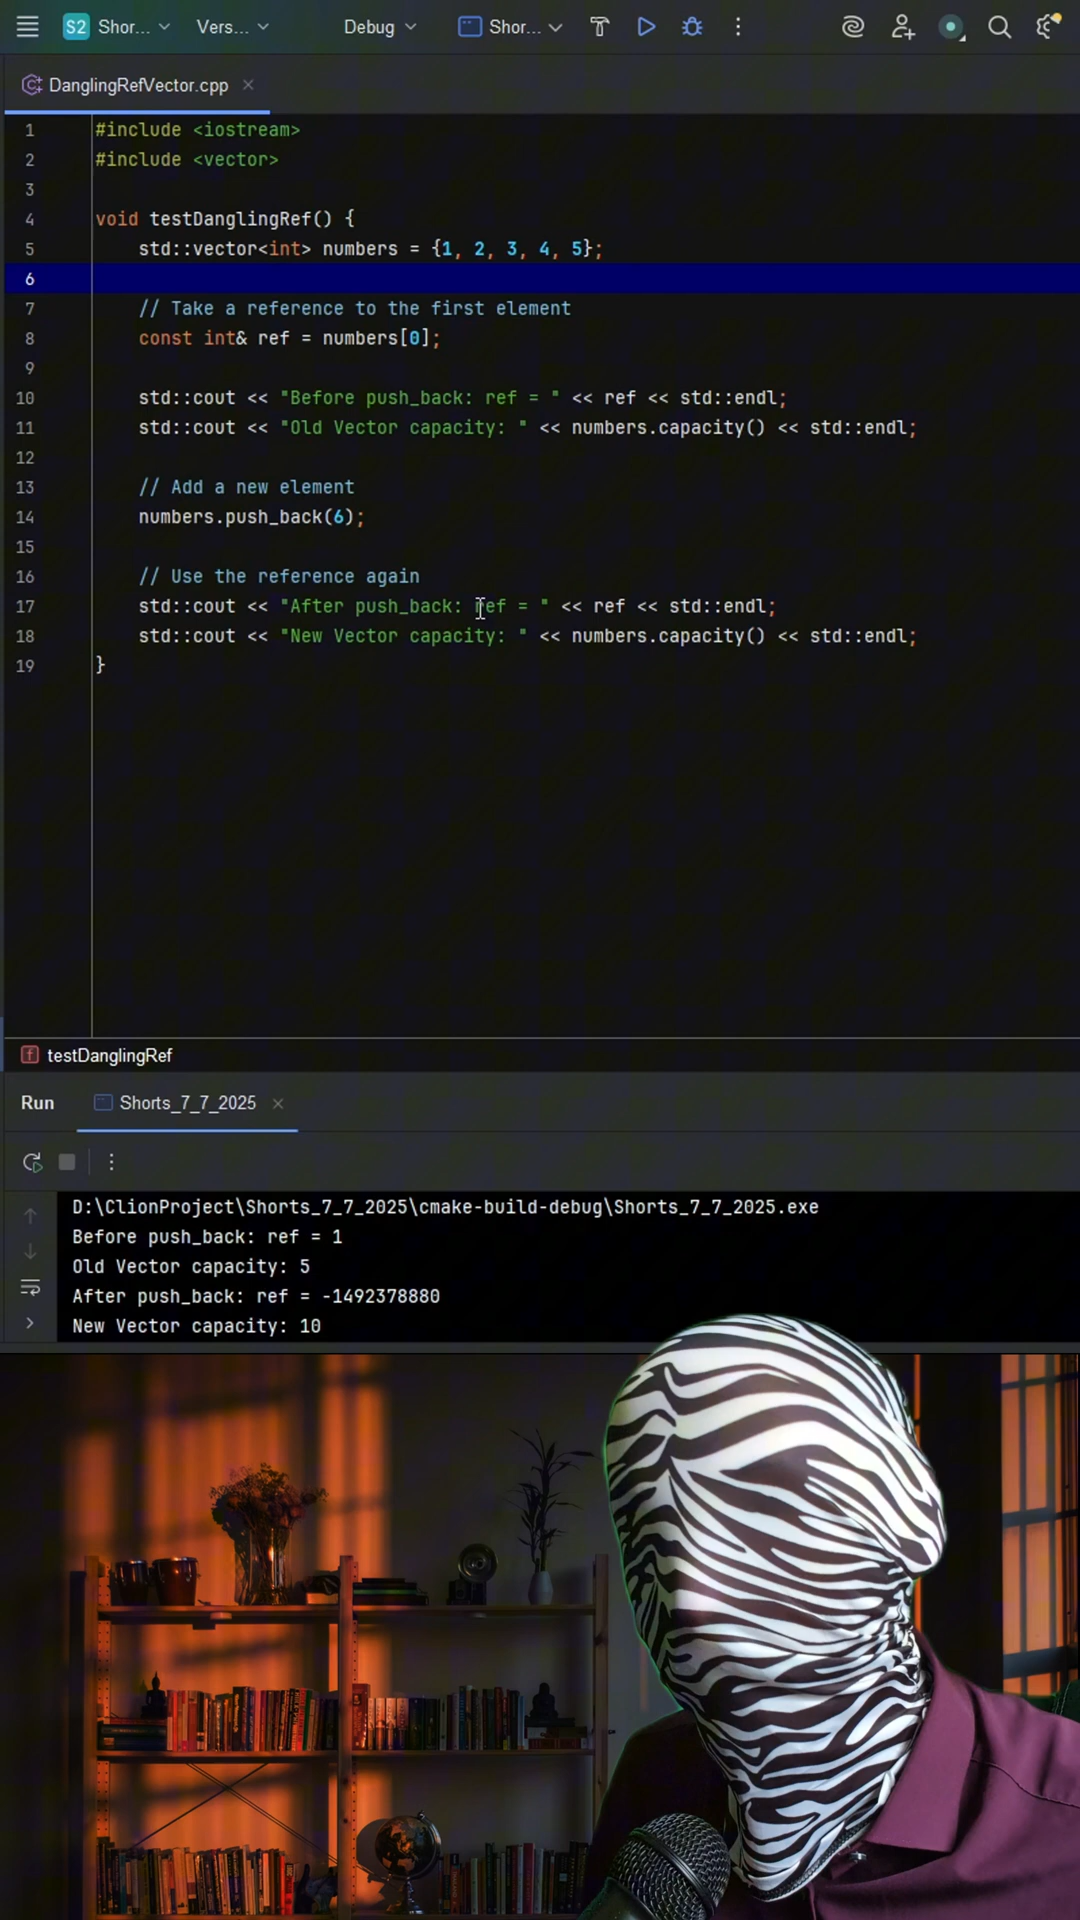 S2 Shor... Vers... Debug Shor...
DanglingRefVector.cpp
1 #include <iostream>
2 #include <vector>
3
4 void testDanglingRef() {
5 std::vector<int> numbers = {1, 2, 3, 4, 5};
6
7 // Take a reference to the first element
8 const int& ref = numbers[0];
9
10 std::cout << "Before push_back: ref = " << ref << std::endl;
11 std::cout << "Old Vector capacity: " << numbers.capacity() << std::endl;
12
13 // Add a new element
14 numbers.push_back(6);
15
16 // Use the reference again
17 std::cout << "After push_back: ref = " << ref << std::endl;
18 std::cout << "New Vector capacity: " << numbers.capacity() << std::endl;
19 }
f testDanglingRef
Run Shorts_7_7_2025
D:\ClionProject\Shorts_7_7_2025\cmake-build-debug\Shorts_7_7_2025.exe
Before push_back: ref = 1
Old Vector capacity: 5
After push_back: ref = -1492378880
New Vector capacity: 10